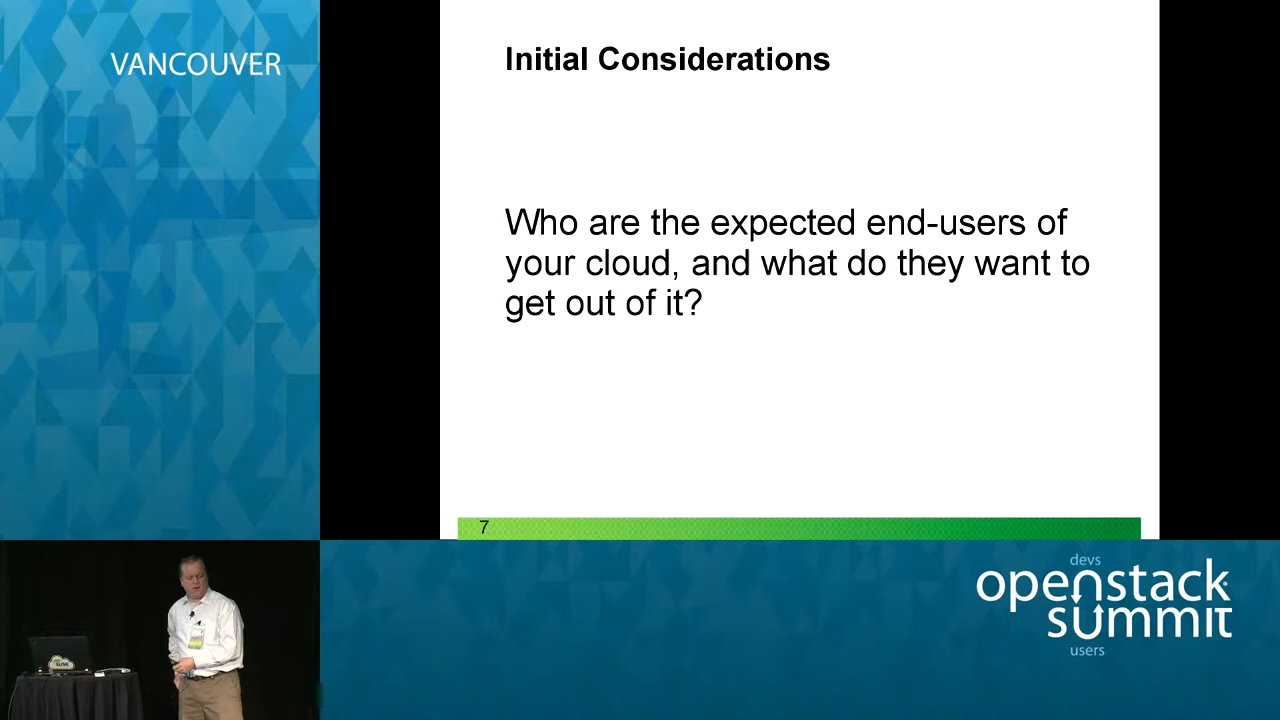 VANCOUVER
Initial Considerations
Who are the expected end-users of
your cloud, and what do they want to
get out of it?
7
devs
openstack
summit
users